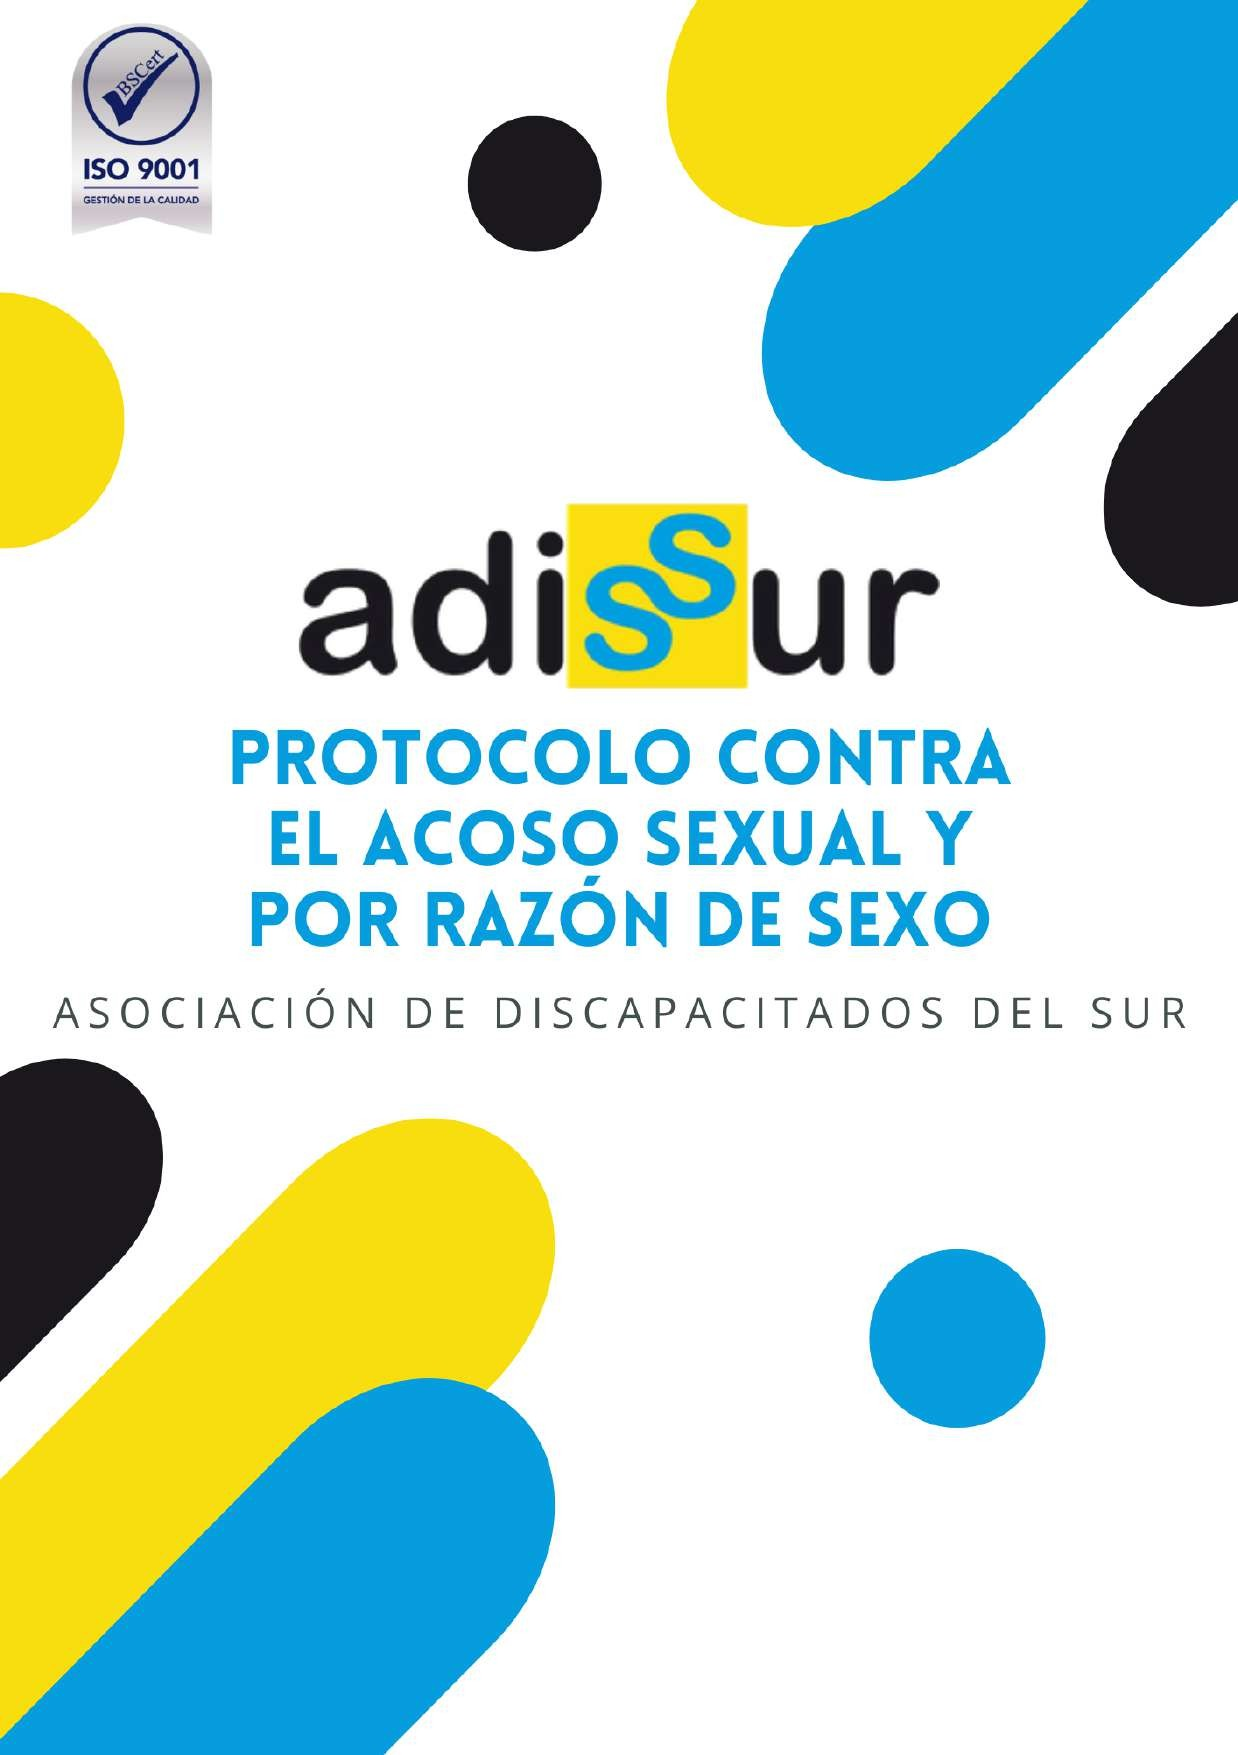 BSCert
ISO 9001
GESTIÓN DE LA CALIDAD
adissur
PROTOCOLO CONTRA
EL ACOSO SEXUAL Y
POR RAZÓN DE SEXO
ASOCIACIÓN DE DISCAPACITADOS DEL SUR